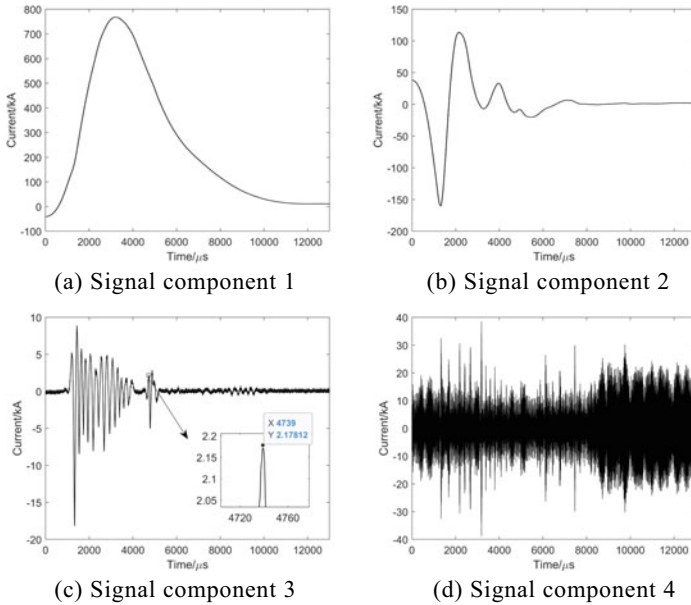 800
700
600
500
400
300
200
100
0
-100
Current/kA
0 2000 4000 6000 8000 10000 12000
Time/μs
(a) Signal component 1
150
100
50
0
-50
-100
-150
-200
Current/kA
0 2000 4000 6000 8000 10000 12000
Time/μs
(b) Signal component 2
10
5
0
-5
-10
-15
-20
Current/kA
X 4739
Y 2.17812
2.2
2.15
2.1
2.05
4720 4760
0 2000 4000 6000 8000 10000 12000
Time/μs
(c) Signal component 3
40
30
20
10
0
-10
-20
-30
-40
Current/kA
0 2000 4000 6000 8000 10000 12000
Time/μs
(d) Signal component 4